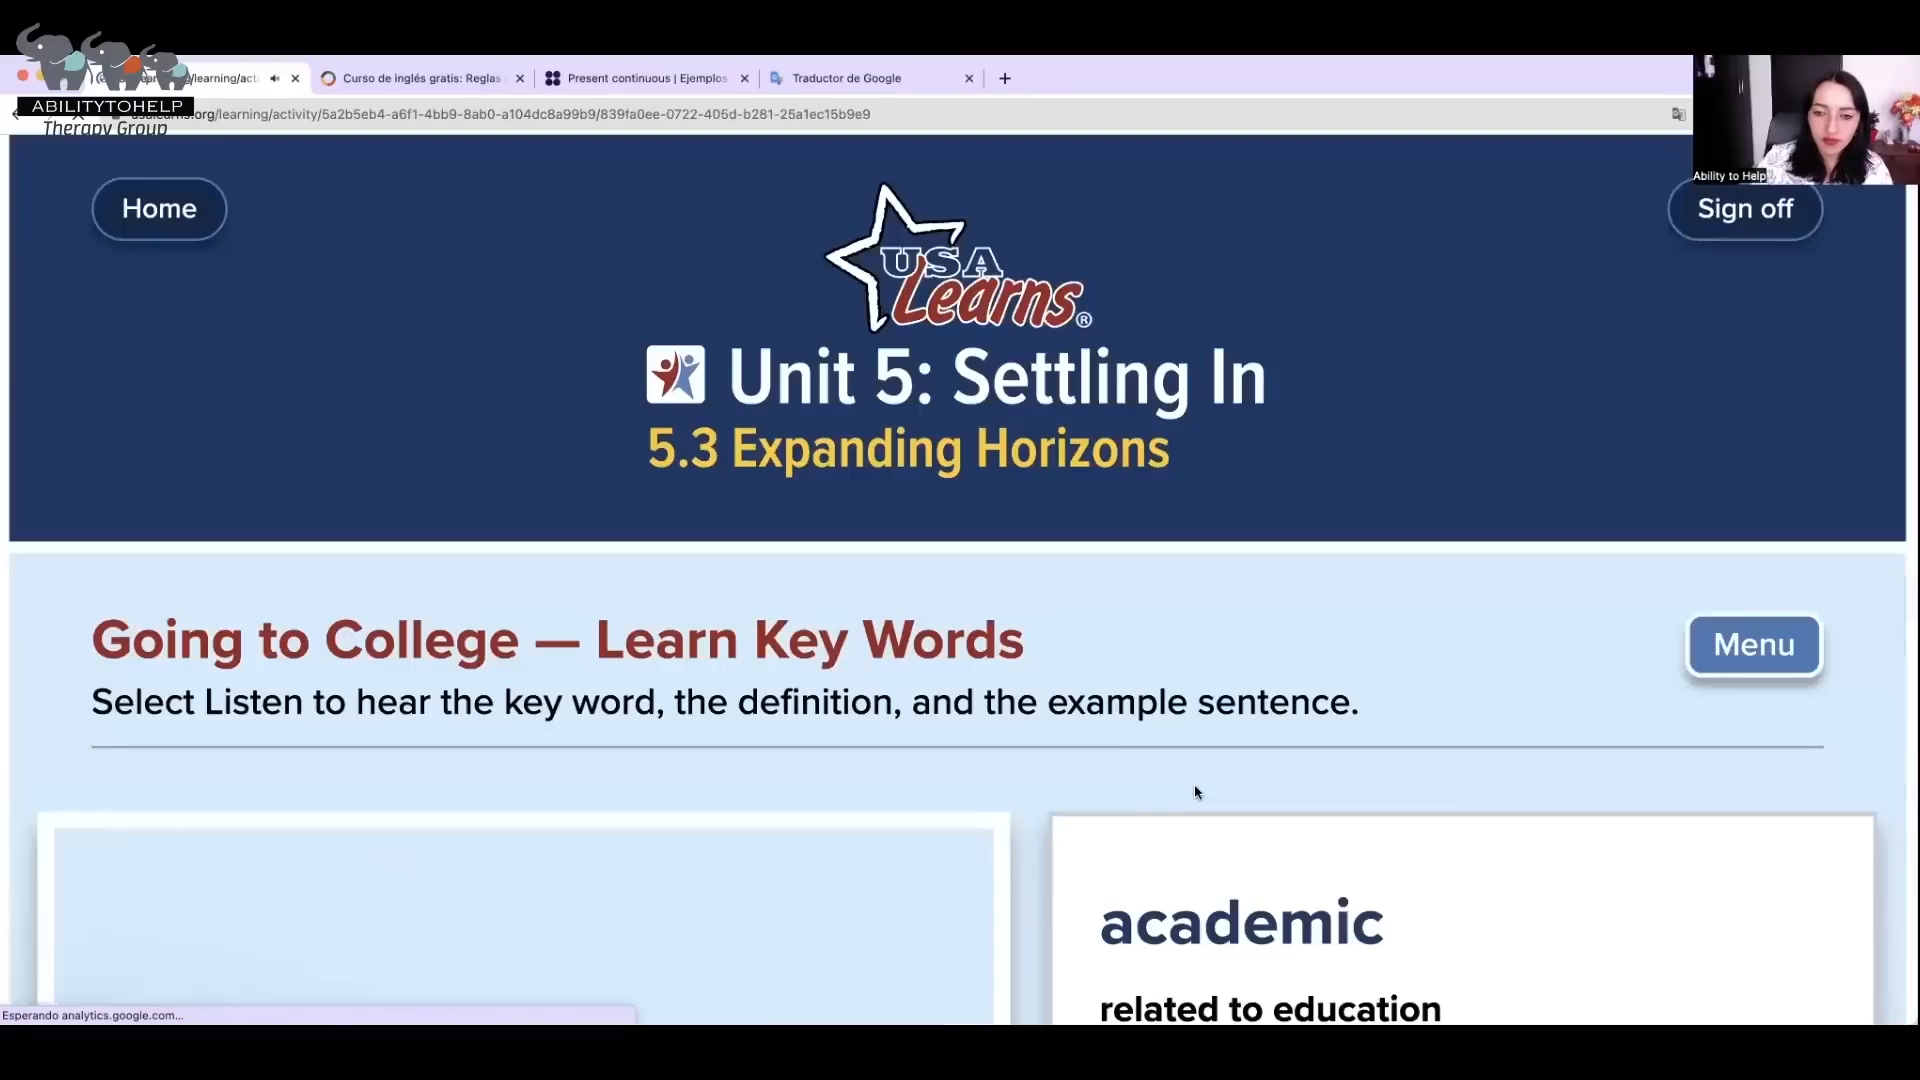 ABILITYTOHELP
Therapy Group
/learning/act
Curso de inglés gratis: Reglas
Present continuous | Ejemplos
Traductor de Google
.org/learning/activity/5a2b5eb4-a6f1-4bb9-8ab0-a104dc8a99b9/839fa0ee-0722-405d-b281-25a1ec15b9e9
Ability to Help
Home
Sign off
USA
Learns®
Unit 5: Settling In
5.3 Expanding Horizons
Going to College — Learn Key Words
Menu
Select Listen to hear the key word, the definition, and the example sentence.
academic
related to education
Esperando analytics.google.com...